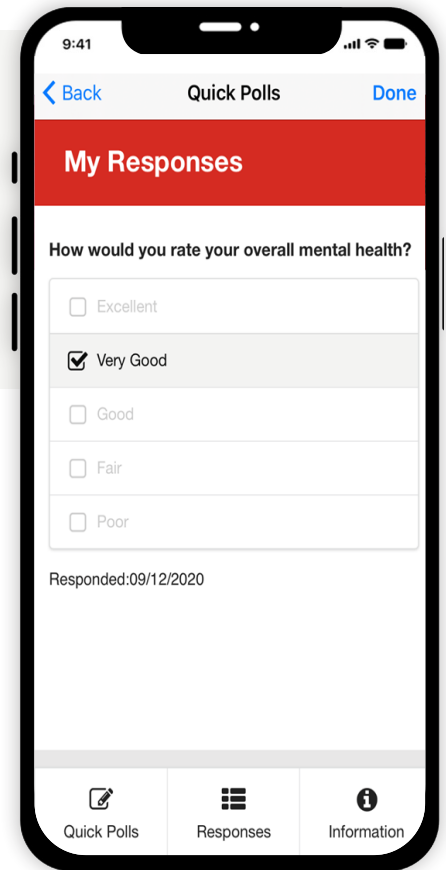 9:41
Back Quick Polls Done
My Responses
How would you rate your overall mental health?
Excellent
Very Good
Good
Fair
Poor
Responded:09/12/2020
Quick Polls Responses Information